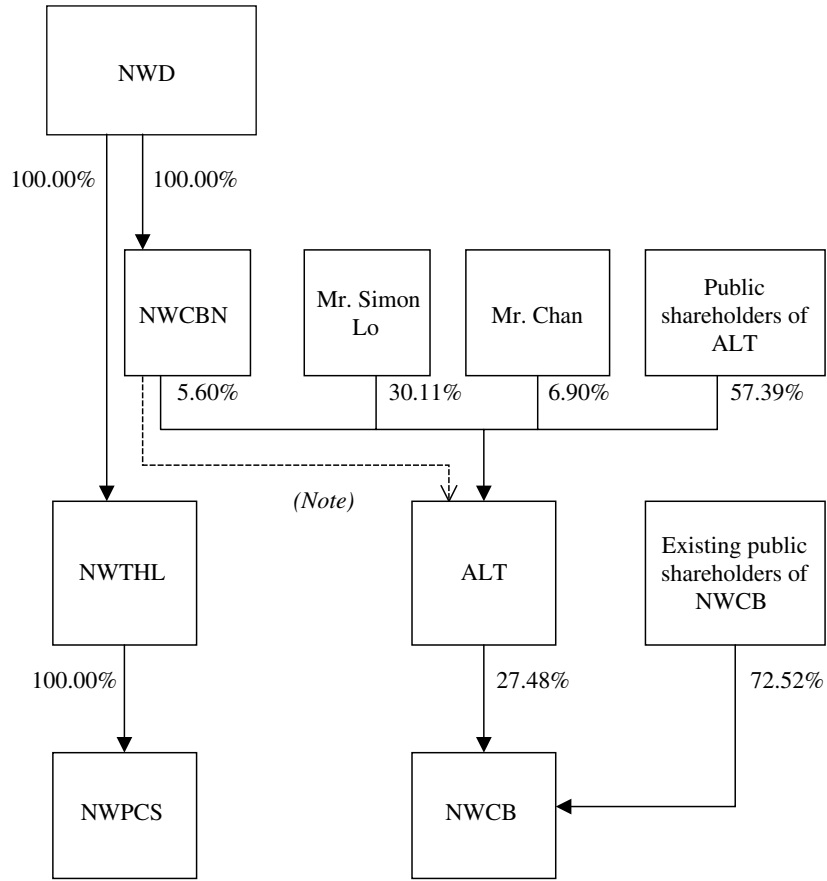 NWD
100.00%
100.00%
NWCBN
Mr. Simon
Lo
Mr. Chan
Public
shareholders of
ALT
5.60%
30.11%
6.90%
57.39%
(Note)
NWTHL
ALT
Existing public
shareholders of
NWCB
100.00%
27.48%
72.52%
NWPCS
NWCB